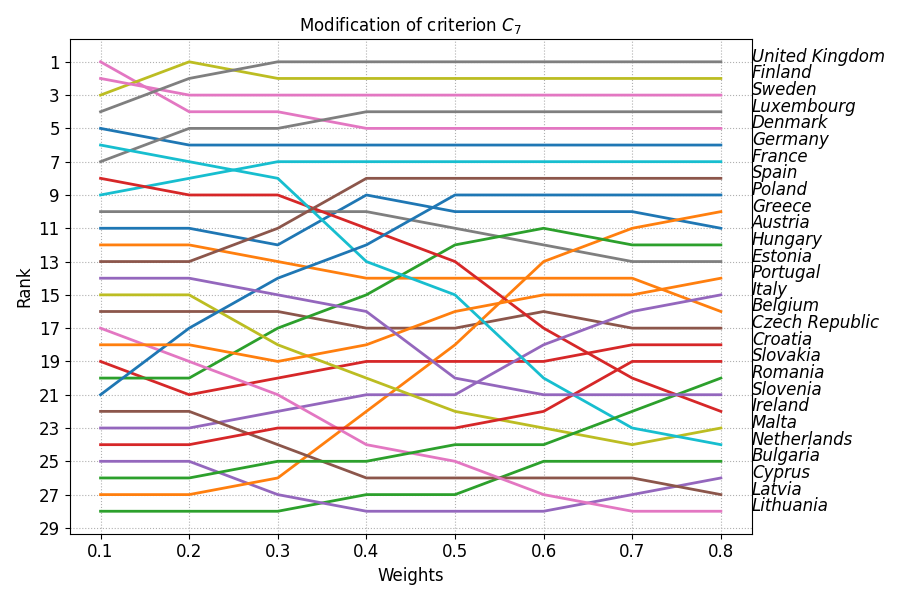 Modification of criterion C7
Rank
1
3
5
7
9
11
13
15
17
19
21
23
25
27
29
United Kingdom
Finland
Sweden
Luxembourg
Denmark
Germany
France
Spain
Poland
Greece
Austria
Hungary
Estonia
Portugal
Italy
Belgium
Czech Republic
Croatia
Slovakia
Romania
Slovenia
Ireland
Malta
Netherlands
Bulgaria
Cyprus
Latvia
Lithuania
0.1 0.2 0.3 0.4 0.5 0.6 0.7 0.8
Weights